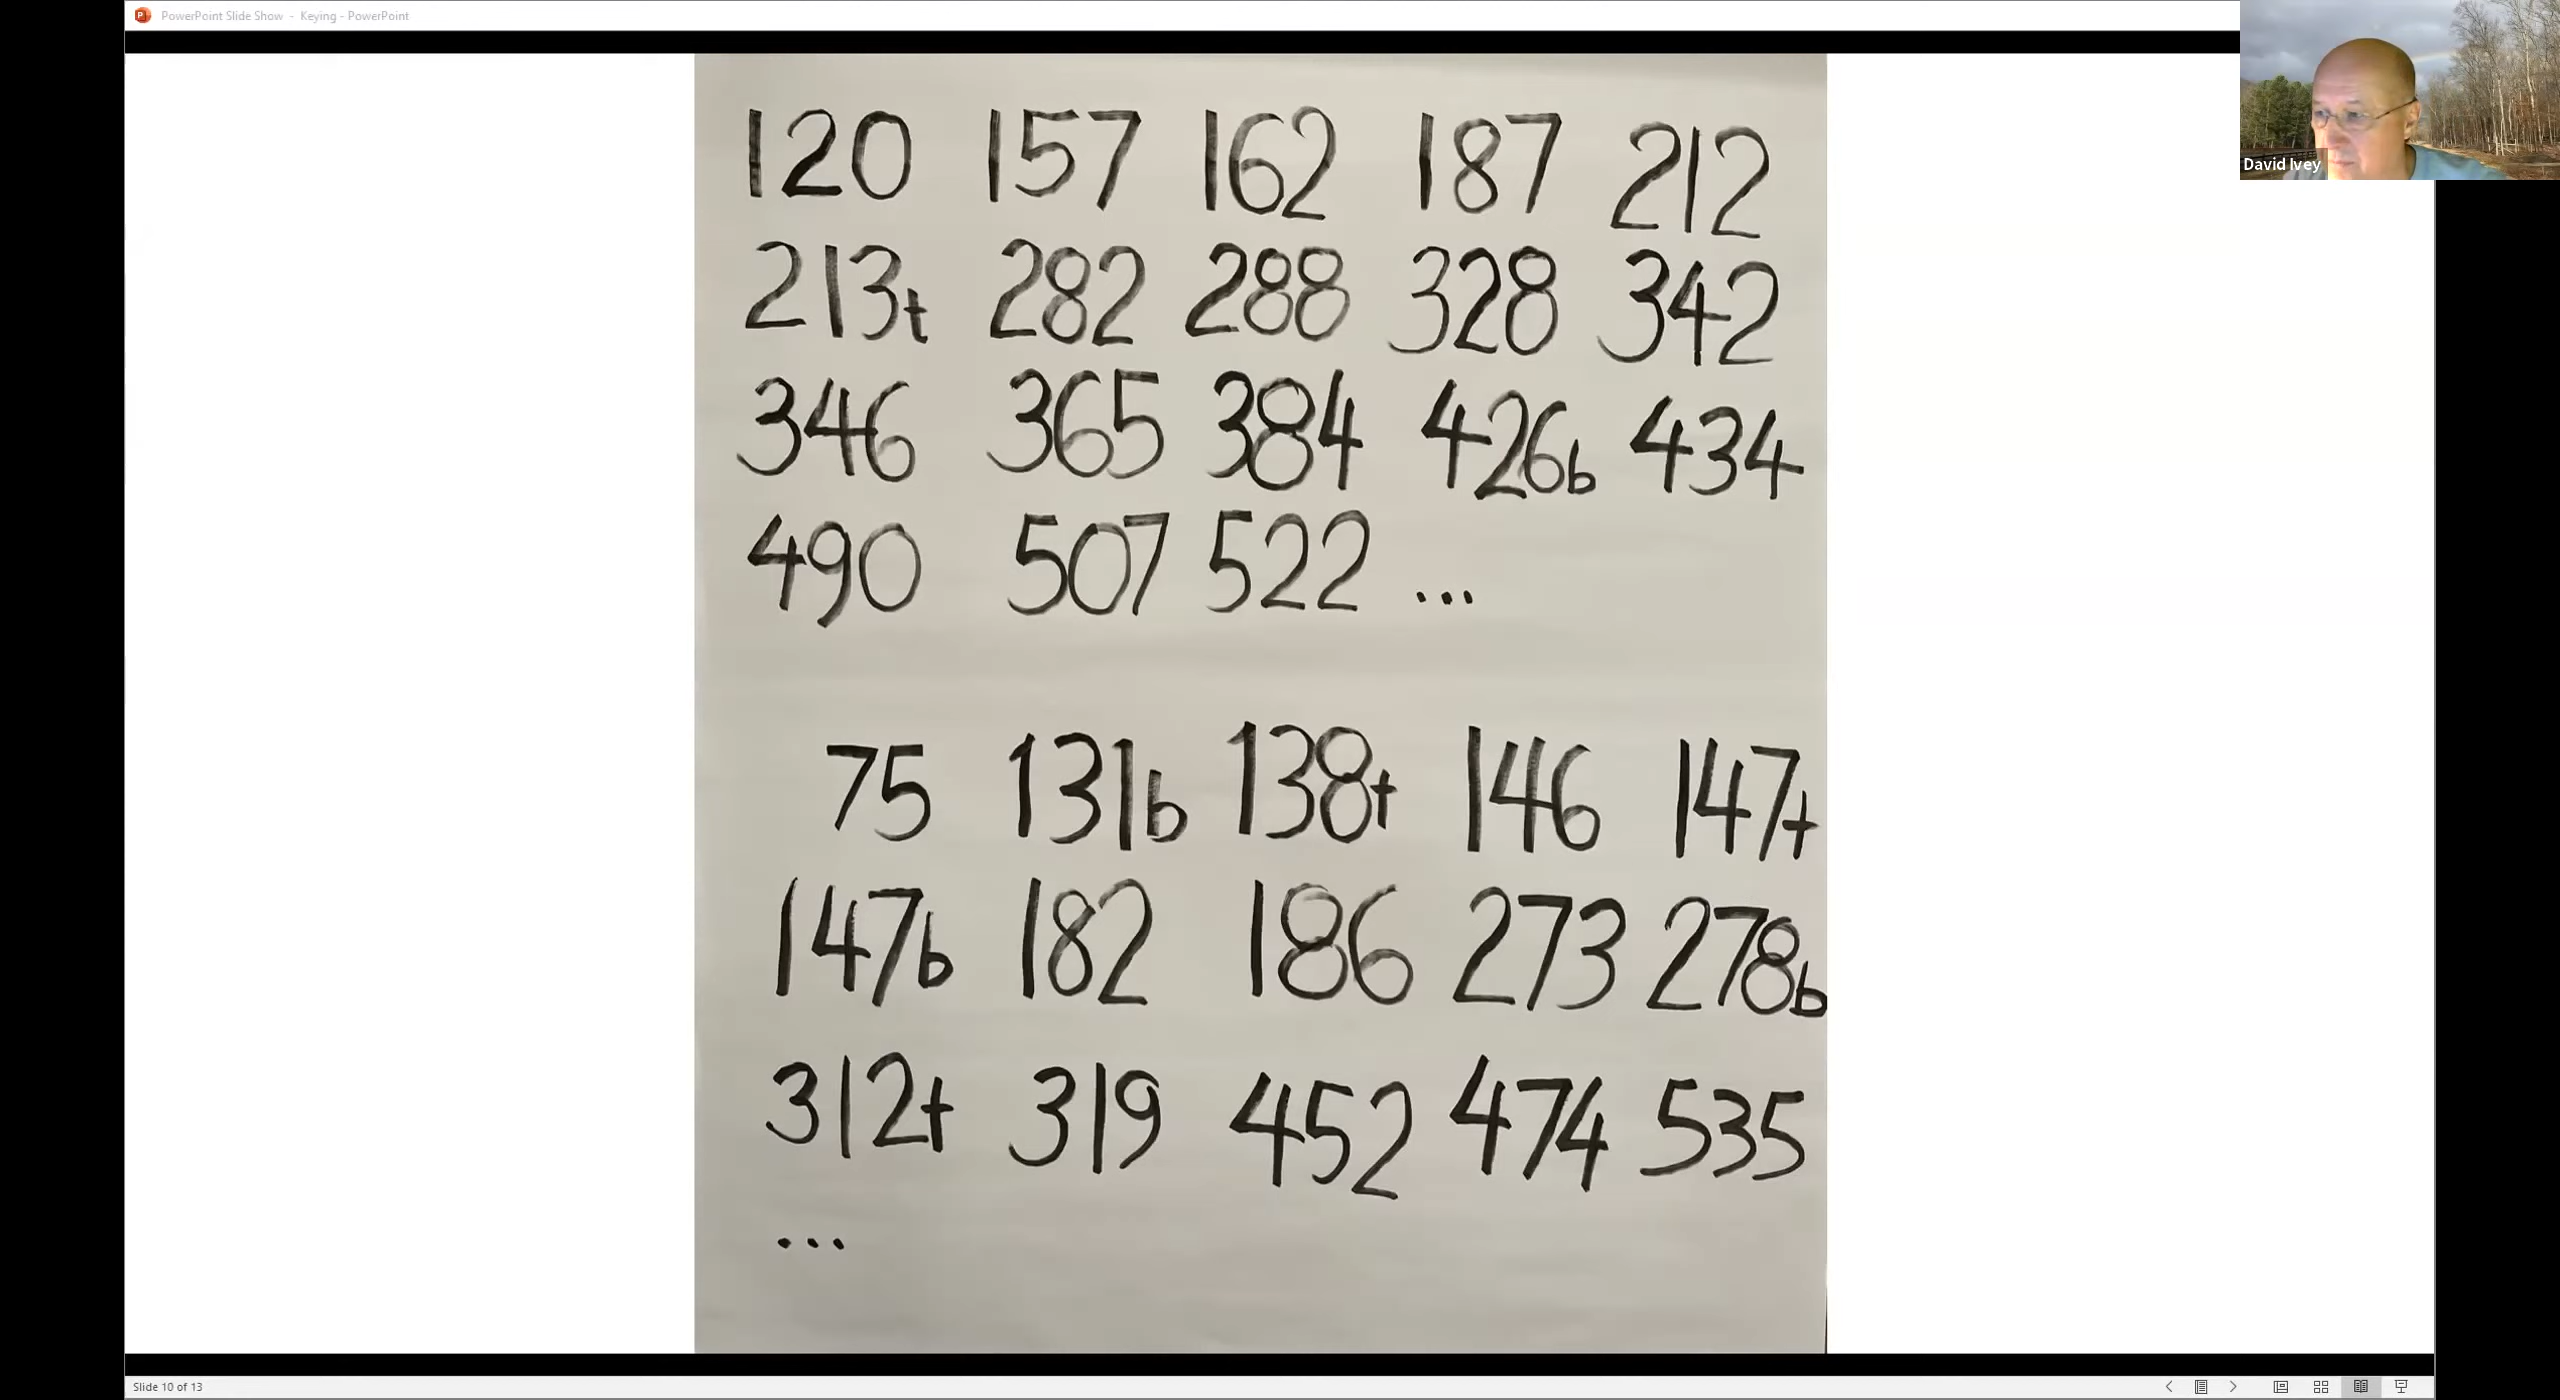 PowerPoint Slide Show - Keying - PowerPoint
David Ivey
120 157 162 187 212
213t 282 288 328 342
346 365 384 426b 434
490 507 522 ...
75 131b 138t 146 147t
147b 182 186 273 278b
312t 319 452 474 535
...
Slide 10 of 13